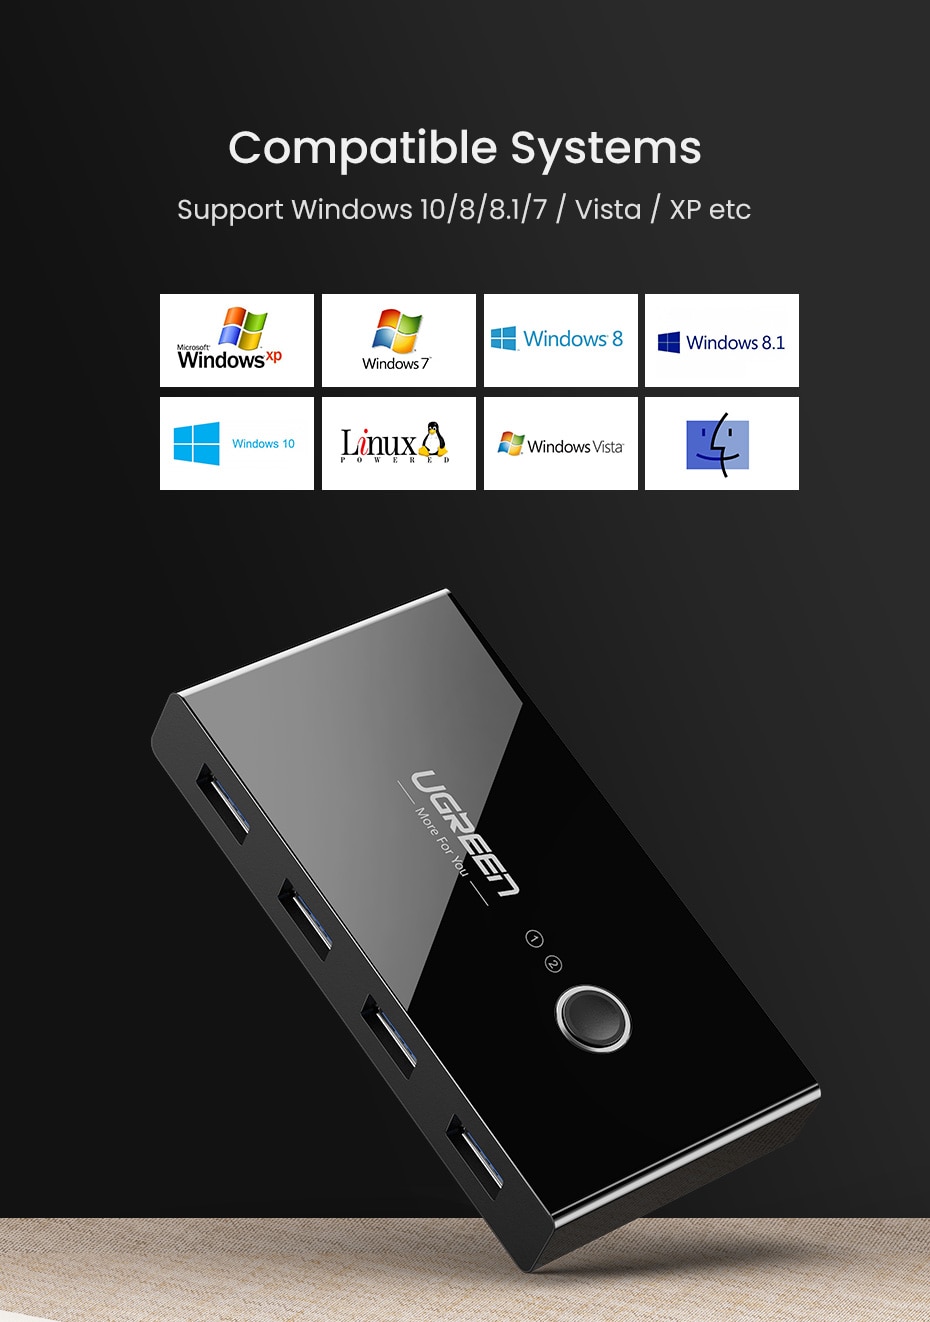 Compatible Systems
Support Windows 10/8/8.1/7 / Vista / XP etc
Microsoft
Windows xp
Windows 7
Windows 8
Windows 8.1
Windows 10
Linux
POWERED
Windows Vista
UGREEN
More For You
1
2